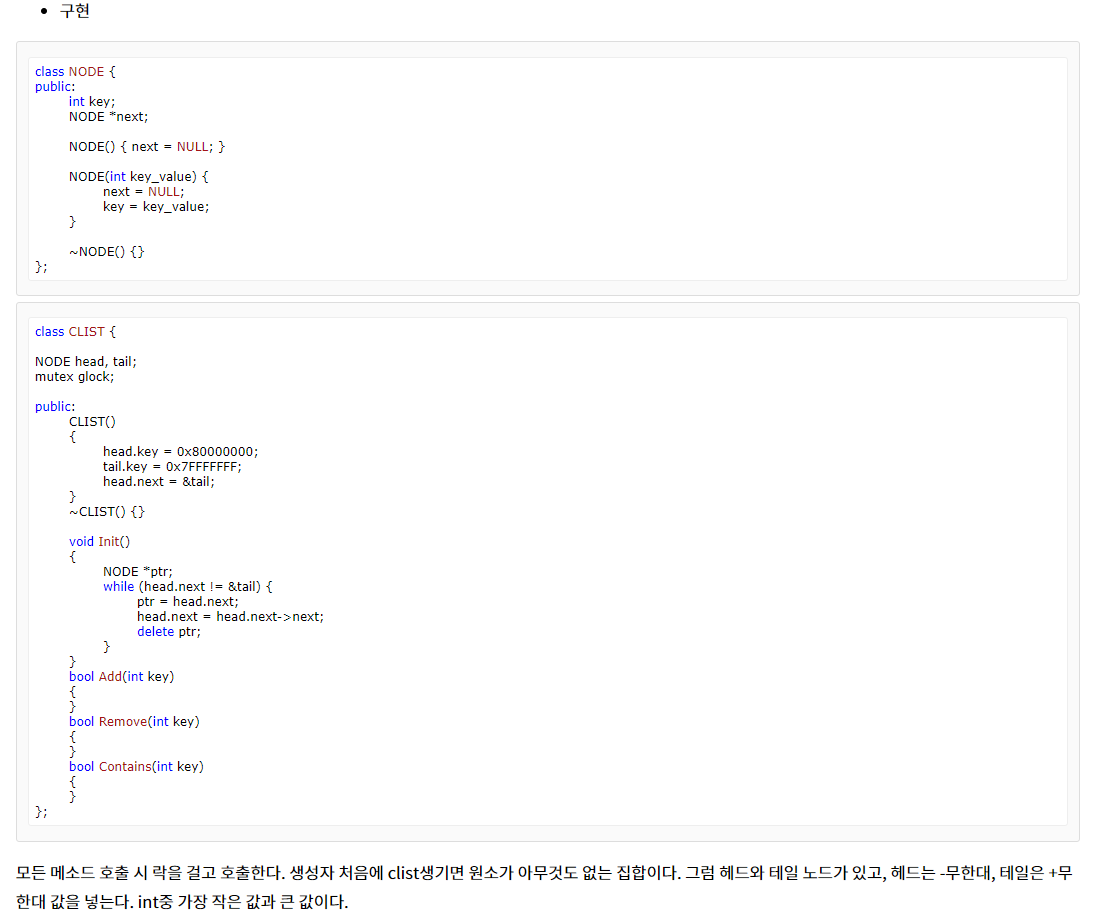 구현
class NODE {
public:
int key;
NODE *next;
NODE() { next = NULL; }
NODE(int key_value) {
next = NULL;
key = key_value;
}
~NODE() {}
};
class CLIST {
NODE head, tail;
mutex glock;
public:
CLIST()
{
head.key = 0x80000000;
tail.key = 0x7FFFFFFF;
head.next = &tail;
}
~CLIST() {}
void Init()
{
NODE *ptr;
while (head.next != &tail) {
ptr = head.next;
head.next = head.next->next;
delete ptr;
}
}
bool Add(int key)
{
}
bool Remove(int key)
{
}
bool Contains(int key)
{
}
};
모든 메소드 호출 시 락을 걸고 호출한다. 생성자 처음에 clist생기면 원소가 아무것도 없는 집합이다. 그럼 헤드와 테일 노드가 있고, 헤드는 -무한대, 테일은 +무
한대 값을 넣는다. int중 가장 작은 값과 큰 값이다.